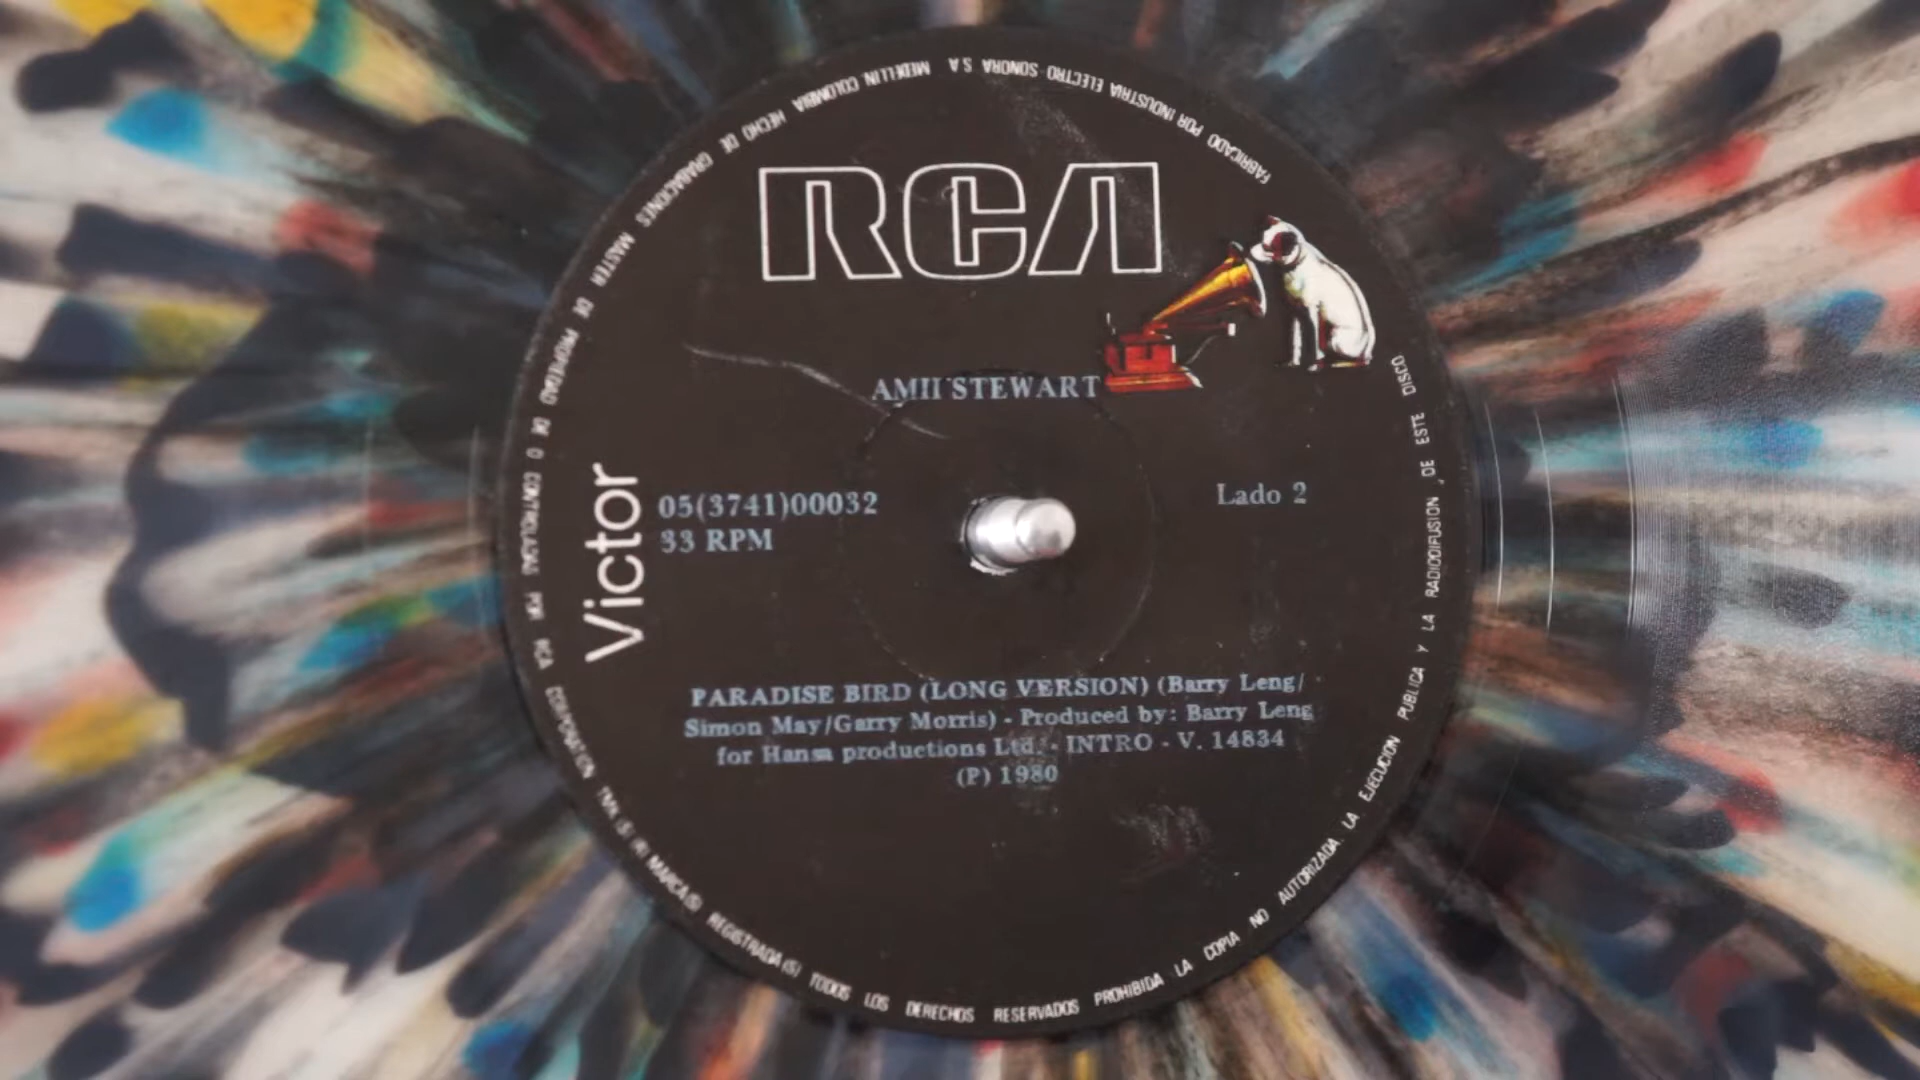 RCA
Victor
AMII STEWART
05(3741)00032
33 RPM
Lado 2
PARADISE BIRD (LONG VERSION) (Barry Leng/
Simon May/Garry Morris) - Produced by: Barry Leng
for Hansa productions Ltd. - INTRO - V. 14834
(P) 1980
FABRICADO POR INDUSTRIA ELECTRO SONORA S A MEDELLIN COLOMBIA HECHO DE GRABACIONES MASTER DE PROPIEDAD DE O CONTROLADAS POR RCA CORPORATION TMK (S) (R) MARCA(S) REGISTRADA(S) TODOS LOS DERECHOS RESERVADOS PROHIBIDA LA COPIA NO AUTORIZADA, LA EJECUCION PUBLICA Y LA RADIODIFUSION DE ESTE DISCO